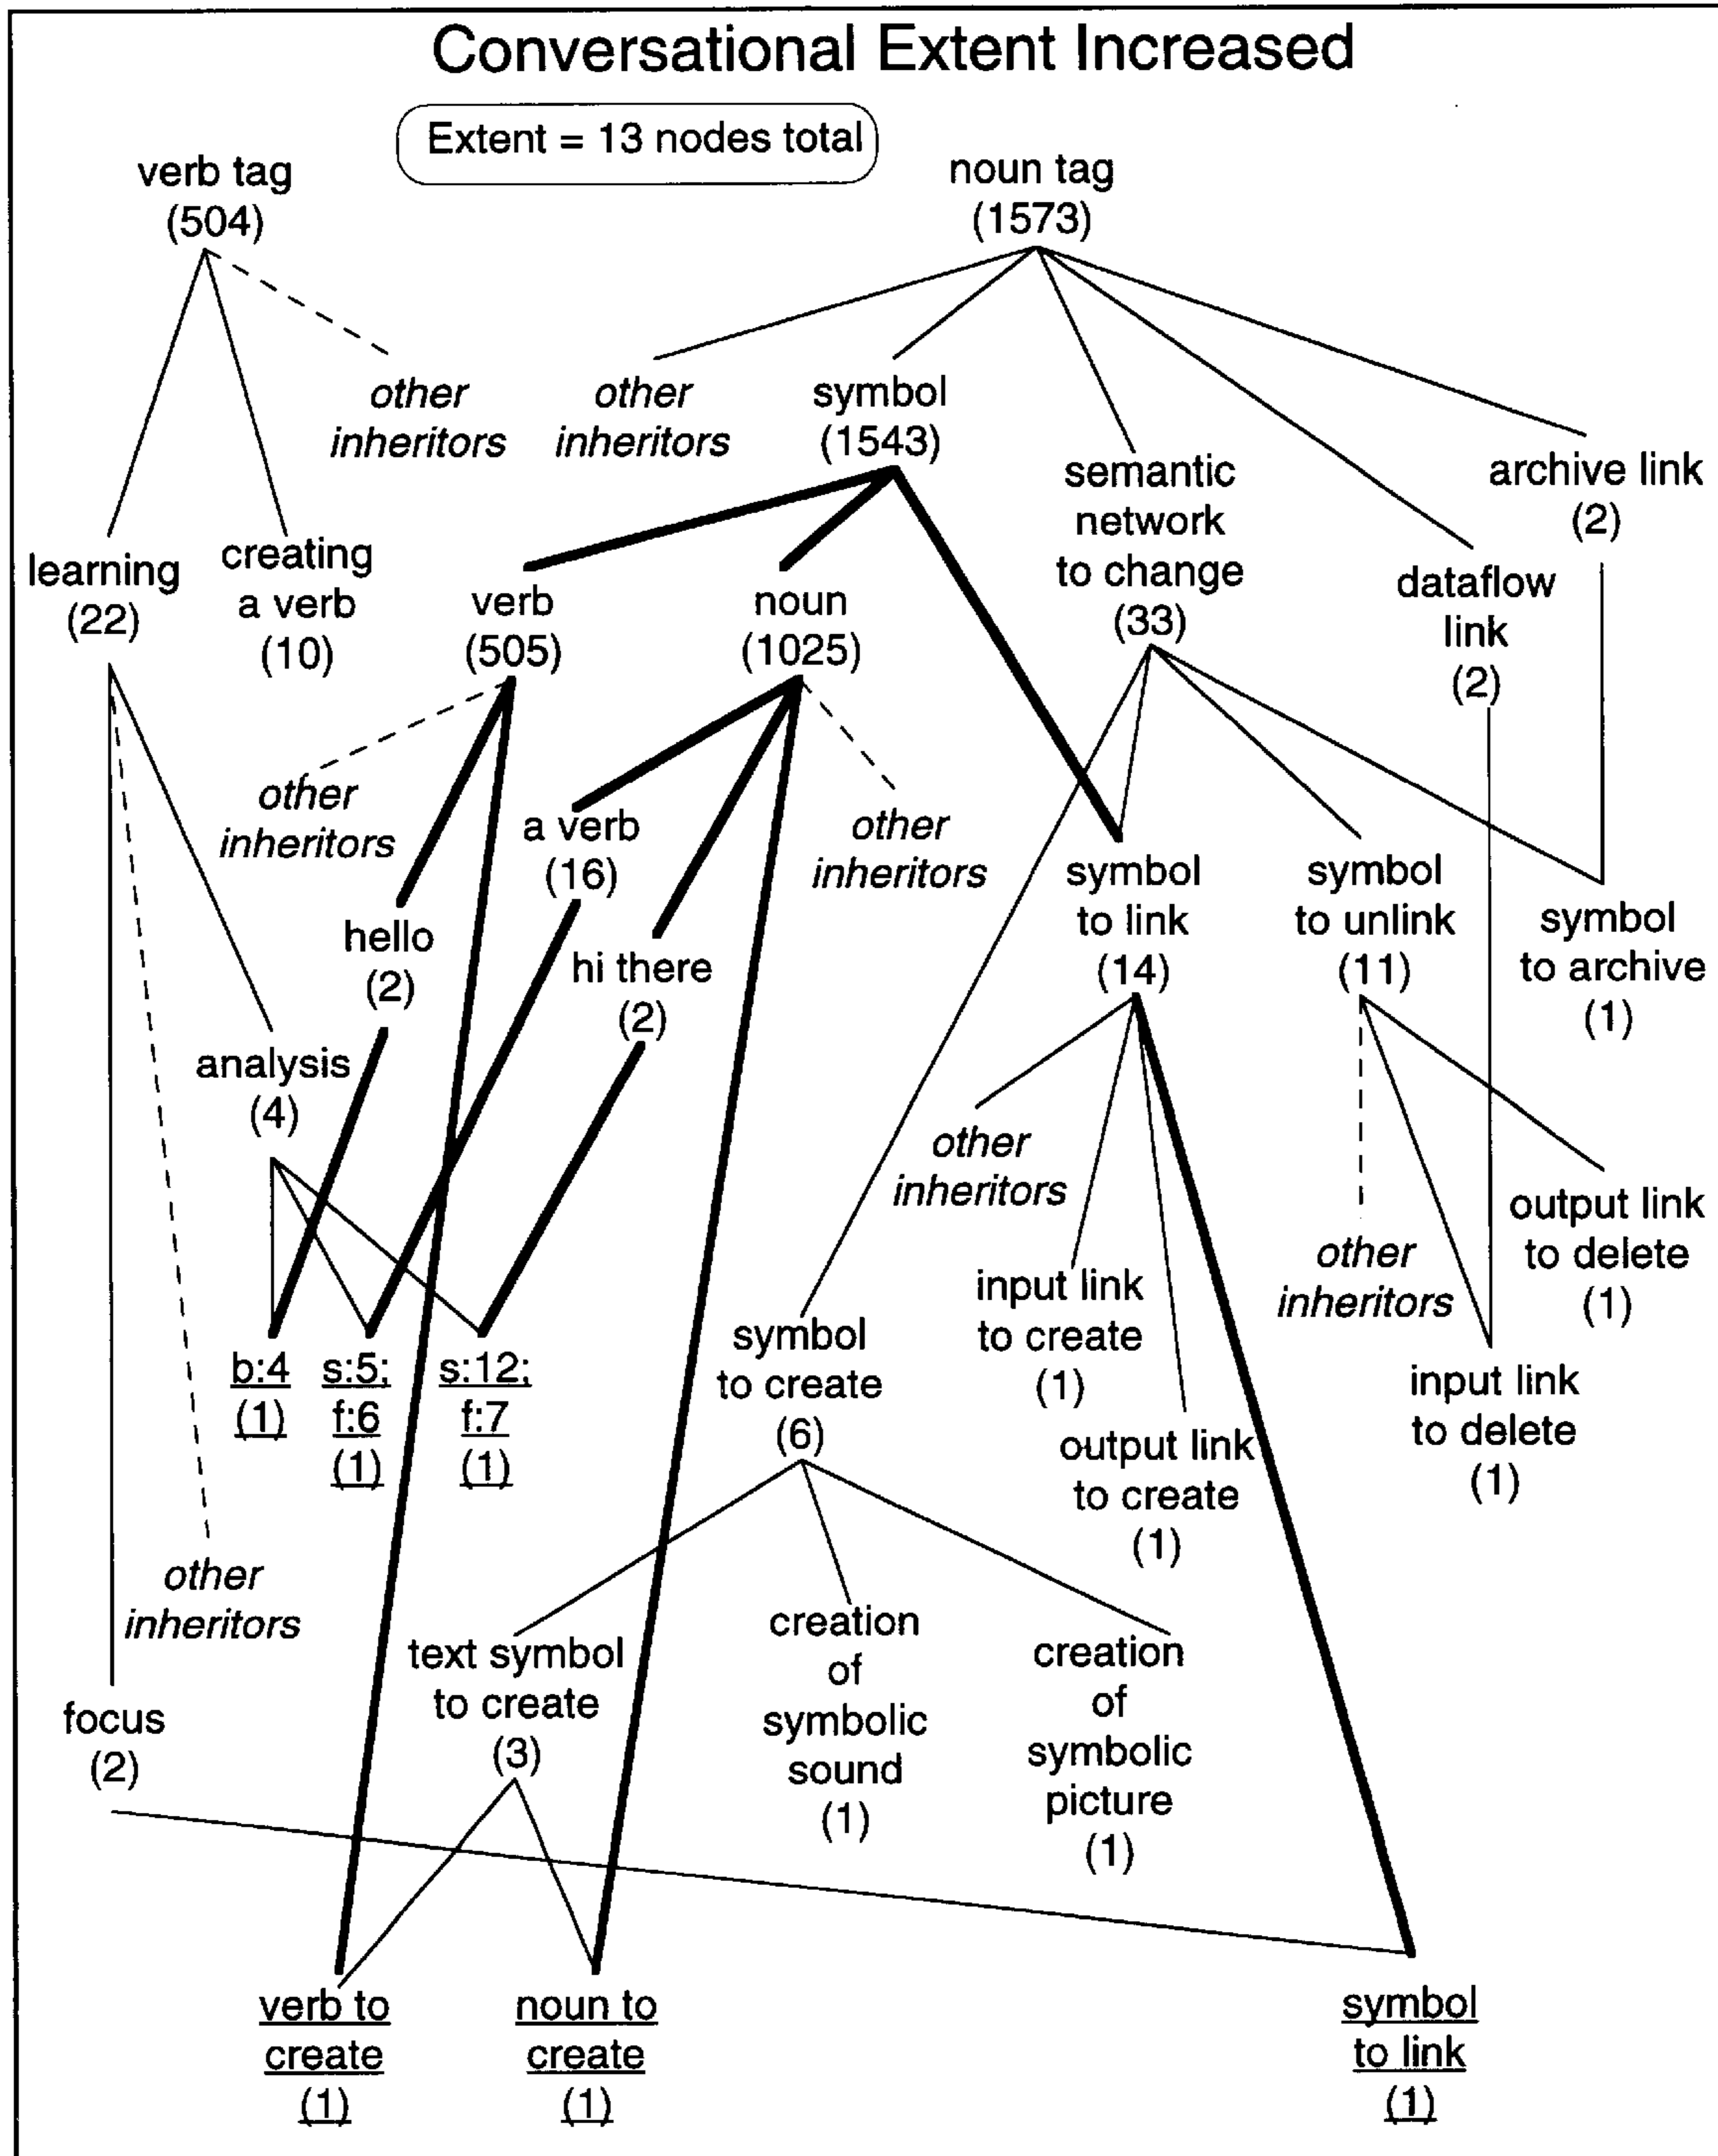 Conversational Extent Increased
Extent = 13 nodes total
verb tag
(504)
noun tag
(1573)
other
inheritors
other
inheritors
symbol
(1543)
semantic
network
to change
(33)
archive link
(2)
learning
(22)
creating
a verb
(10)
verb
(505)
noun
(1025)
dataflow
link
(2)
other
inheritors
a verb
(16)
other
inheritors
symbol
to link
(14)
symbol
to unlink
(11)
symbol
to archive
(1)
hello
(2)
hi there
(2)
analysis
(4)
other
inheritors
output link
to delete
(1)
other
inheritors
input link
to create
(1)
symbol
to create
(6)
b:4
(1)
s:5;
f:6
(1)
s:12;
f:7
(1)
input link
to delete
(1)
output link
to create
(1)
other
inheritors
text symbol
to create
(3)
creation
of
symbolic
sound
(1)
creation
of
symbolic
picture
(1)
focus
(2)
verb to
create
(1)
noun to
create
(1)
symbol
to link
(1)